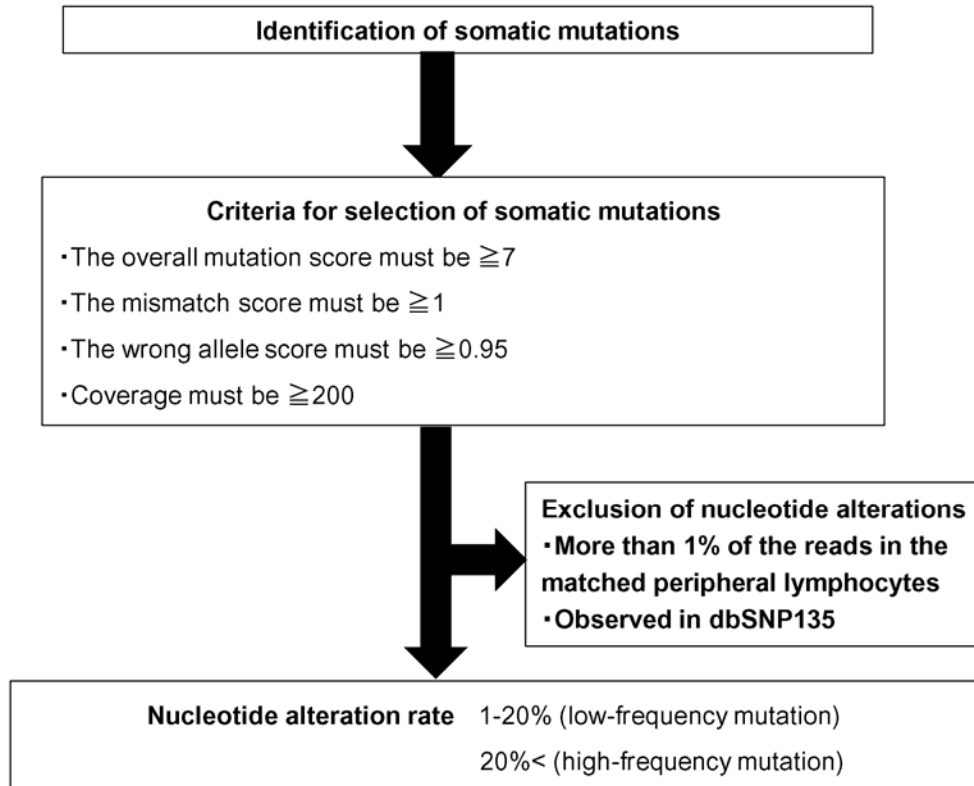 Identification of somatic mutations
Criteria for selection of somatic mutations
・The overall mutation score must be ≧7
・The mismatch score must be ≧1
・The wrong allele score must be ≧0.95
・Coverage must be ≧200
Exclusion of nucleotide alterations
・More than 1% of the reads in the
matched peripheral lymphocytes
・Observed in dbSNP135
Nucleotide alteration rate 1-20% (low-frequency mutation)
20%< (high-frequency mutation)